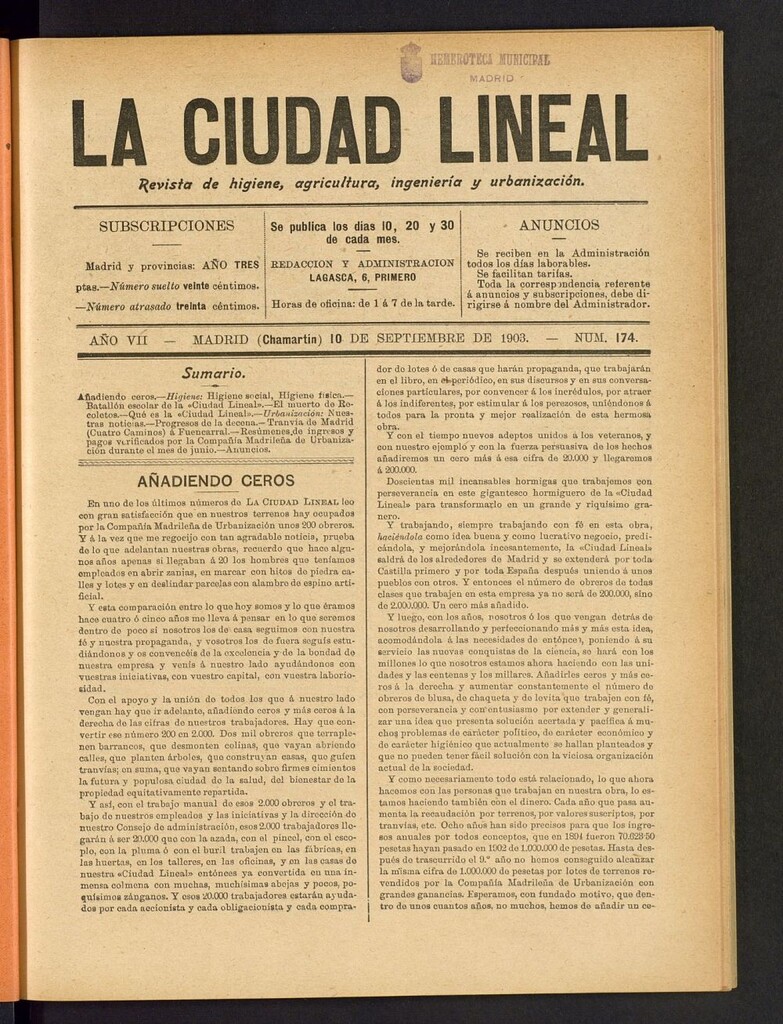 HEMEROTECA MUNICIPAL
MADRID
LA CIUDAD LINEAL
Revista de higiene, agricultura, ingeniería y urbanización.
SUBSCRIPCIONES
Madrid y provincias: AÑO TRES
ptas.—Número suelto veinte céntimos.
—Número atrasado treinta céntimos.
Se publica los dias 10, 20 y 30
de cada mes.
REDACCION Y ADMINISTRACION
LAGASCA, 6, PRIMERO
Horas de oficina: de 1 á 7 de la tarde.
ANUNCIOS
Se reciben en la Administración
todos los días laborables.
Se facilitan tarifas.
Toda la correspondencia referente
á anuncios y subscripciones, debe di-
rigirse á nombre del Administrador.
AÑO VII — MADRID (Chamartin) 10 DE SEPTIEMBRE DE 1903. — NUM. 174.
Sumario.
Añadiendo ceros.—Higiene: Higiene social, Higiene física.—
Batallón escolar de la «Ciudad Lineal».—El muerto de Re-
coletos.—Qué es la «Ciudad Lineal».—Urbanización: Nues-
tras noticias.—Progresos de la decena.—Tranvia de Madrid
(Cuatro Caminos) á Fuencarral.—Resúmenes de ingresos y
pagos verificados por la Compañía Madrileña de Urbaniza-
ción durante el mes de junio.—Anuncios.
AÑADIENDO CEROS
En uno de los últimos números de LA CIUDAD LINEAL leo
con gran satisfacción que en nuestros terrenos hay ocupados
por la Compañía Madrileña de Urbanización unos 200 obreros.
Y á la vez que me regocijo con tan agradable noticia, prueba
de lo que adelantan nuestras obras, recuerdo que hace algu-
nos años apenas si llegaban á 20 los hombres que teníamos
empleados en abrir zanjas, en marcar con hitos de piedra ca-
lles y lotes y en deslindar parcelas con alambre de espino arti-
ficial.
Y esta comparación entre lo que hoy somos y lo que éramos
hace cuatro ó cinco años me lleva á pensar en lo que seremos
dentro de poco si nosotros los de casa seguimos con nuestra
fé y nuestra propaganda, y vosotros los de fuera seguís estu-
diándonos y os convencéis de la excelencia y de la bondad de
nuestra empresa y venís á nuestro lado ayudándonos con
vuestras iniciativas, con vuestro capital, con vuestra laborio-
sidad.
Con el apoyo y la unión de todos los que á nuestro lado
vengan hay que ir adelante, añadiendo ceros y más ceros á la
derecha de las cifras de nuestros trabajadores. Hay que con-
vertir ese número 200 en 2.000. Dos mil obreros que terraple-
nen barrancos, que desmonten colinas, que vayan abriendo
calles, que planten árboles, que construyan casas, que guíen
tranvías; en suma, que vayan sentando sobre firmes cimientos
la futura y populosa ciudad de la salud, del bienestar de la
propiedad equitativamente repartida.
Y así, con el trabajo manual de esos 2.000 obreros y el tra-
bajo de nuestros empleados y las iniciativas y la dirección de
nuestro Consejo de administración, esos 2.000 trabajadores lle-
garán á ser 20.000 que con la azada, con el pincel, con el esco-
plo, con la pluma ó con el buril trabajen en las fábricas, en
las huertas, en los talleres, en las oficinas, y en las casas de
nuestra «Ciudad Lineal» entónces ya convertida en una in-
mensa colmena con muchas, muchísimas abejas y pocos, po-
quísimos zánganos. Y esos 20.000 trabajadores estarán ayuda-
dos por cada accionista y cada obligacionista y cada compra-
dor de lotes ó de casas que harán propaganda, que trabajarán
en el libro, en el periódico, en sus discursos y en sus conversa-
ciones particulares, por convencer á los incrédulos, por atraer
á los indiferentes, por estimular á los perezosos, uniéndonos á
todos para la pronta y mejor realización de esta hermosa
obra.
Y con el tiempo nuevos adeptos unidos á los veteranos, y
con nuestro ejemplo y con la fuerza persuasiva de los hechos
añadiremos un cero más á esa cifra de 20.000 y llegaremos
á 200.000.
Doscientas mil incansables hormigas que trabajemos con
perseverancia en este gigantesco hormiguero de la «Ciudad
Lineal» para transformarlo en un grande y riquísimo gra-
nero.
Y trabajando, siempre trabajando con fé en esta obra,
haciéndola como idea buena y como lucrativo negocio, predi-
cándola, y mejorándola incesantemente, la «Ciudad Lineal»
saldrá de los alrededores de Madrid y se extenderá por toda
Castilla primero y por toda España después uniendo á unos
pueblos con otros. Y entonces el número de obreros de todas
clases que trabajen en esta empresa ya no será de 200.000, sino
de 2.000.000. Un cero más añadido.
Y luego, con los años, nosotros ó los que vengan detrás de
nosotros desarrollando y perfeccionando más y más esta idea,
acomodándola á las necesidades de entónces, poniendo á su
servicio las nuevas conquistas de la ciencia, se hará con los
millones lo que nosotros estamos ahora haciendo con las uni-
dades y las centenas y los millares. Añadirles ceros y más ce-
ros á la derecha y aumentar constantemente el número de
obreros de blusa, de chaqueta y de levita que trabajen con fé,
con perseverancia y con entusiasmo por extender y generali-
zar una idea que presenta solución acertada y pacífica á mu-
chos problemas de carácter político, de carácter económico y
de carácter higiénico que actualmente se hallan planteados y
que no pueden tener fácil solución con la viciosa organización
actual de la sociedad.
Y como necesariamente todo está relacionado, lo que ahora
hacemos con las personas que trabajan en nuestra obra, lo es-
tamos haciendo también con el dinero. Cada año que pasa au-
menta la recaudación por terrenos, por valores suscriptos, por
tranvías, etc. Ocho años han sido precisos para que los ingre-
sos anuales por todos conceptos, que en 1894 fueron 70.623·50
pesetas hayan pasado en 1902 de 1.000.000 de pesetas. Hasta des-
pués de trascurrido el 9.º año no hemos conseguido alcanzar
la misma cifra de 1.000.000 de pesetas por lotes de terrenos re-
vendidos por la Compañía Madrileña de Urbanización con
grandes ganancias. Esperamos, con fundado motivo, que den-
tro de unos cuantos años, no muchos, hemos de añadir un ce-